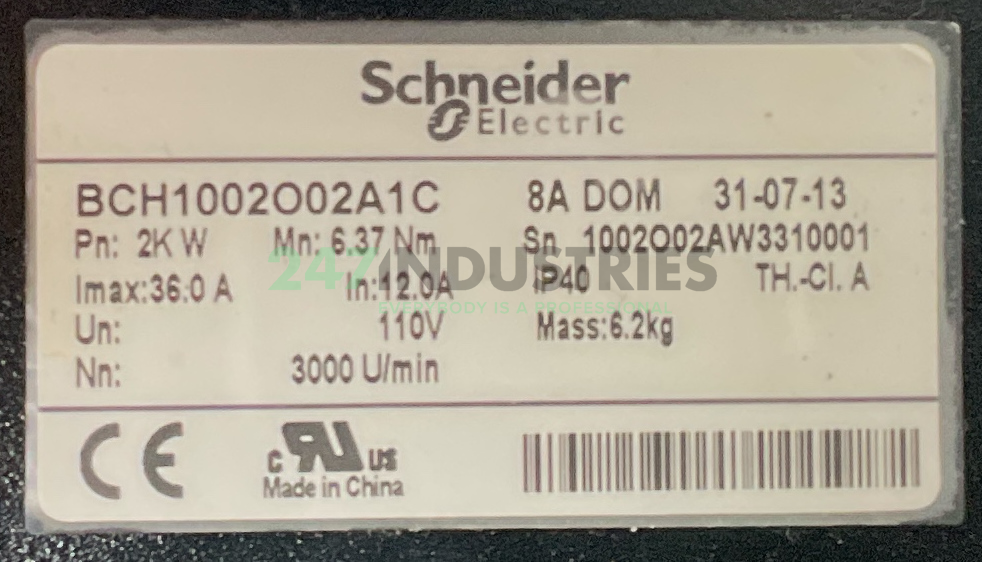 Schneider
Electric
BCH1002O02A1C 8A DOM 31-07-13
Pn: 2KW Mn: 6.37 Nm Sn 1002O02AW3310001
Imax:36.0 A In:12.0A IP40 TH.-Cl. A
Un: 110V Mass:6.2kg
Nn: 3000 U/min
247INDUSTRIES
EVERYBODY IS A PROFESSIONAL
CE c RU us
Made in China